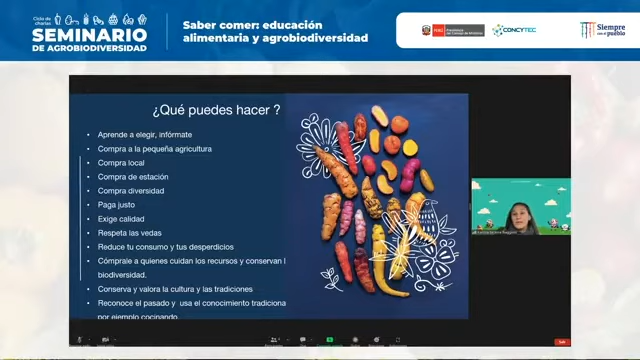 Ciclo de charlas
SEMINARIO
DE AGROBIODIVERSIDAD
Saber comer: educación
alimentaria y agrobiodiversidad
PERÚ
CONCYTEC
Siempre
con el pueblo
¿Qué puedes hacer ?
• Aprende a elegir, infórmate
• Compra a la pequeña agricultura
• Compra local
• Compra de estación
• Compra diversidad
• Paga justo
• Exige calidad
• Respeta las vedas
• Reduce tu consumo y tus desperdicios
• Cómprale a quienes cuidan los recursos y conservan l
biodiversidad.
• Conserva y valora la cultura y las tradiciones
• Reconoce el pasado y usa el conocimiento tradiciona
por ejemplo cocinando.